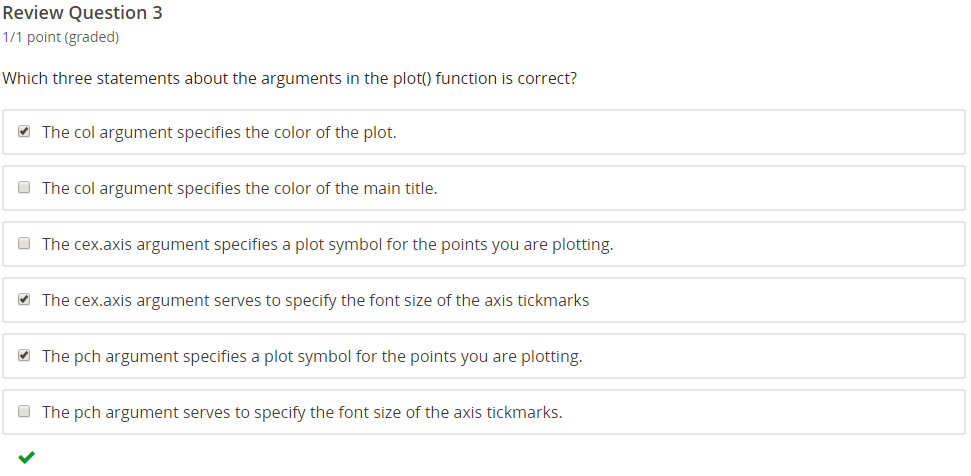 Review Question 3
1/1 point (graded)
Which three statements about the arguments in the plot() function is correct?
The col argument specifies the color of the plot.
The col argument specifies the color of the main title.
The cex.axis argument specifies a plot symbol for the points you are plotting.
The cex.axis argument serves to specify the font size of the axis tickmarks
The pch argument specifies a plot symbol for the points you are plotting.
The pch argument serves to specify the font size of the axis tickmarks.